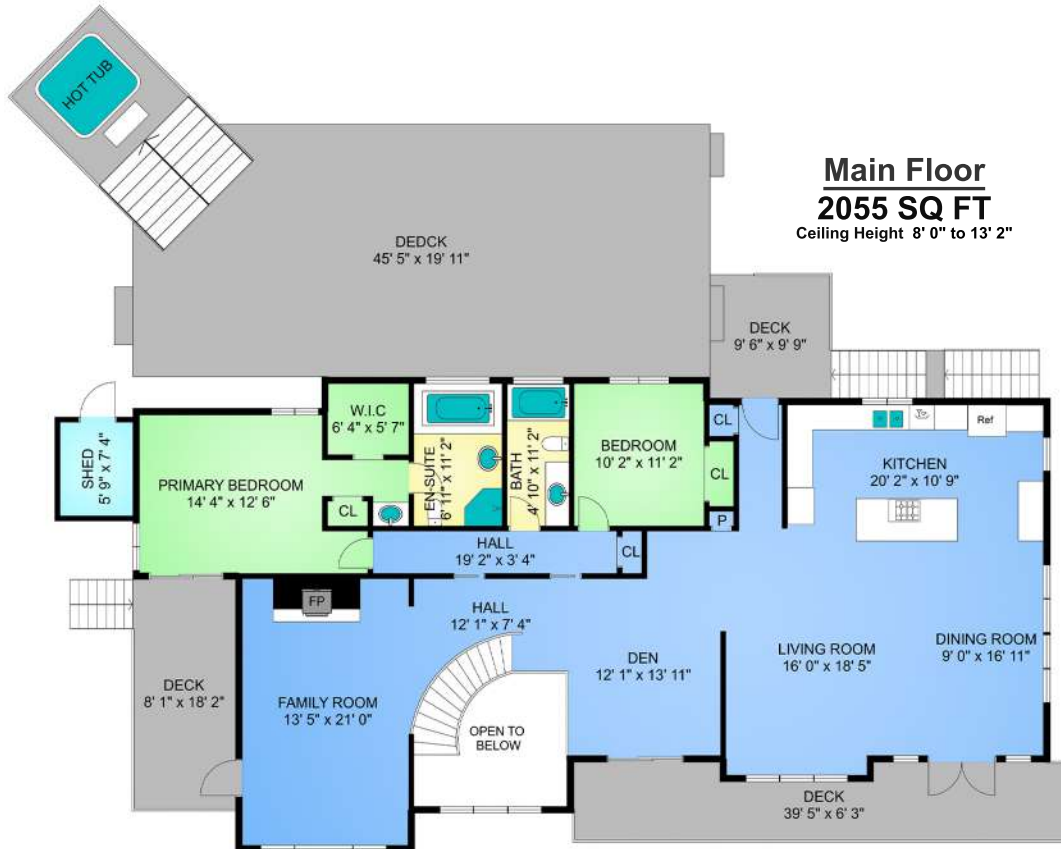 HOT TUB
Main Floor
2055 SQ FT
Ceiling Height 8' 0" to 13' 2"
DEDCK
45' 5" x 19' 11"
DECK
9' 6" x 9' 9"
SHED
5' 9" x 7' 4"
PRIMARY BEDROOM
14' 4" x 12' 6"
W.I.C
6' 4" x 5' 7"
CL
EN-SUITE
6' 11" x 11' 2"
BATH
4' 10" x 11' 2"
BEDROOM
10' 2" x 11' 2"
CL
CL
P
CL
KITCHEN
20' 2" x 10' 9"
Ref
HALL
19' 2" x 3' 4"
FP
HALL
12' 1" x 7' 4"
DECK
8' 1" x 18' 2"
FAMILY ROOM
13' 5" x 21' 0"
OPEN TO
BELOW
DEN
12' 1" x 13' 11"
LIVING ROOM
16' 0" x 18' 5"
DINING ROOM
9' 0" x 16' 11"
DECK
39' 5" x 6' 3"